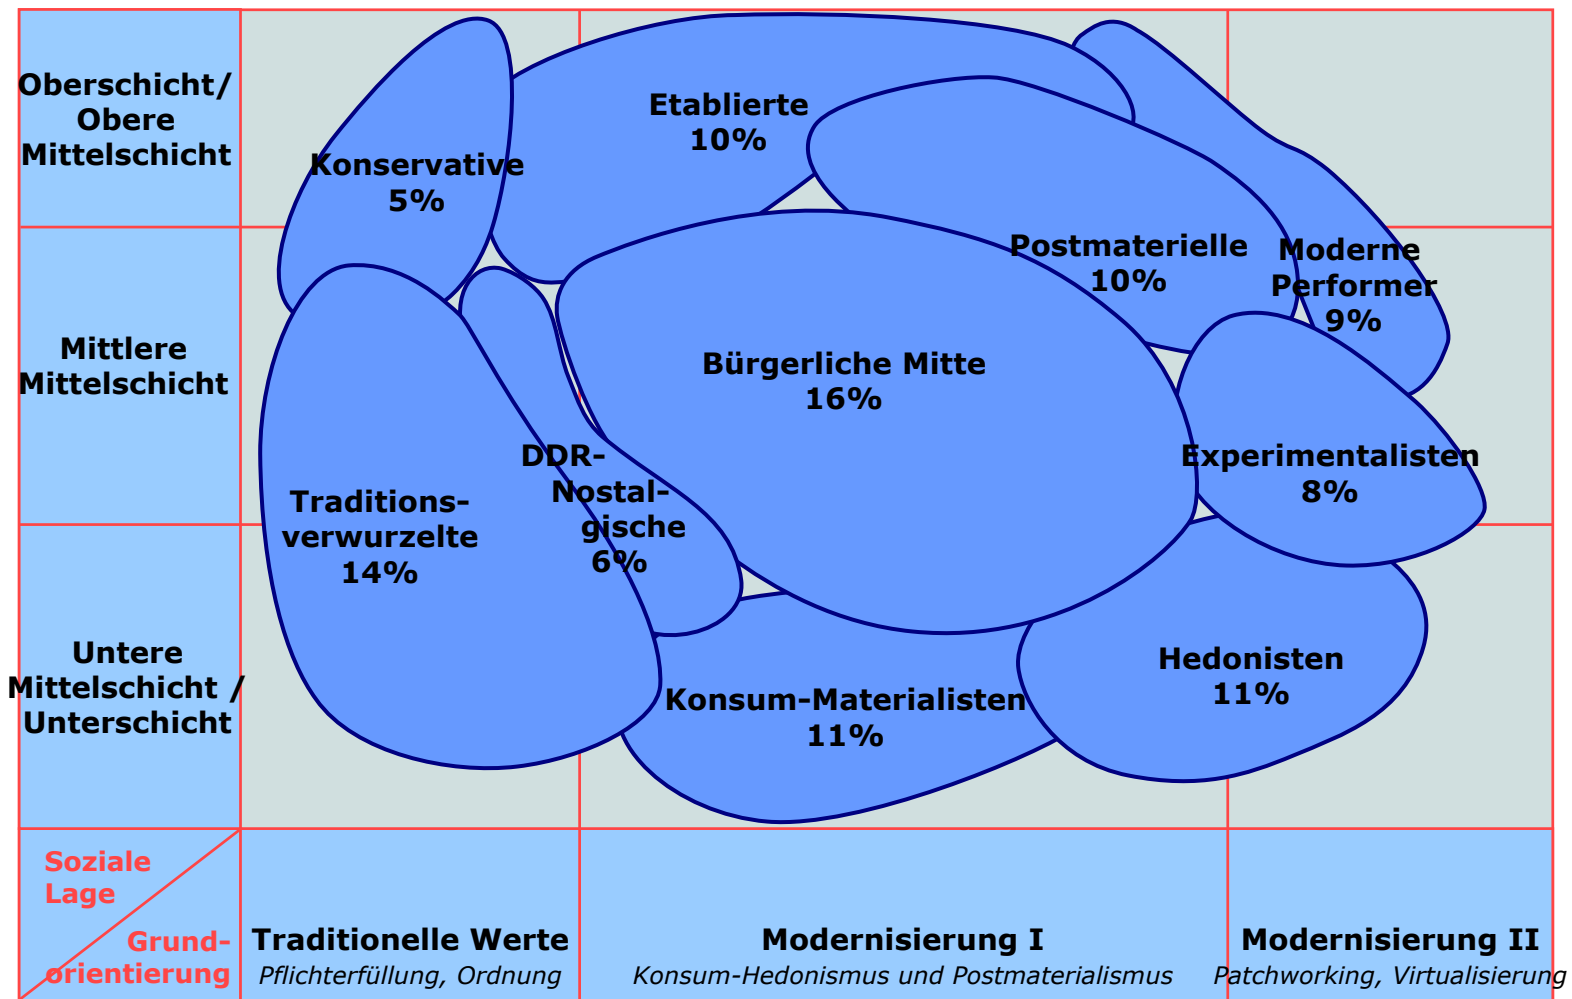 Oberschicht/
Obere
Mittelschicht
Etablierte
10%
Konservative
5%
Postmaterielle
10%
Moderne
Performer
9%
Mittlere
Mittelschicht
Bürgerliche Mitte
16%
DDR-
Nostal-
gische
6%
Experimentalisten
8%
Traditions-
verwurzelte
14%
Untere
Mittelschicht /
Unterschicht
Konsum-Materialisten
11%
Hedonisten
11%
Soziale
Lage
Grund-
orientierung
Traditionelle Werte
Pflichterfüllung, Ordnung
Modernisierung I
Konsum-Hedonismus und Postmaterialismus
Modernisierung II
Patchworking, Virtualisierung